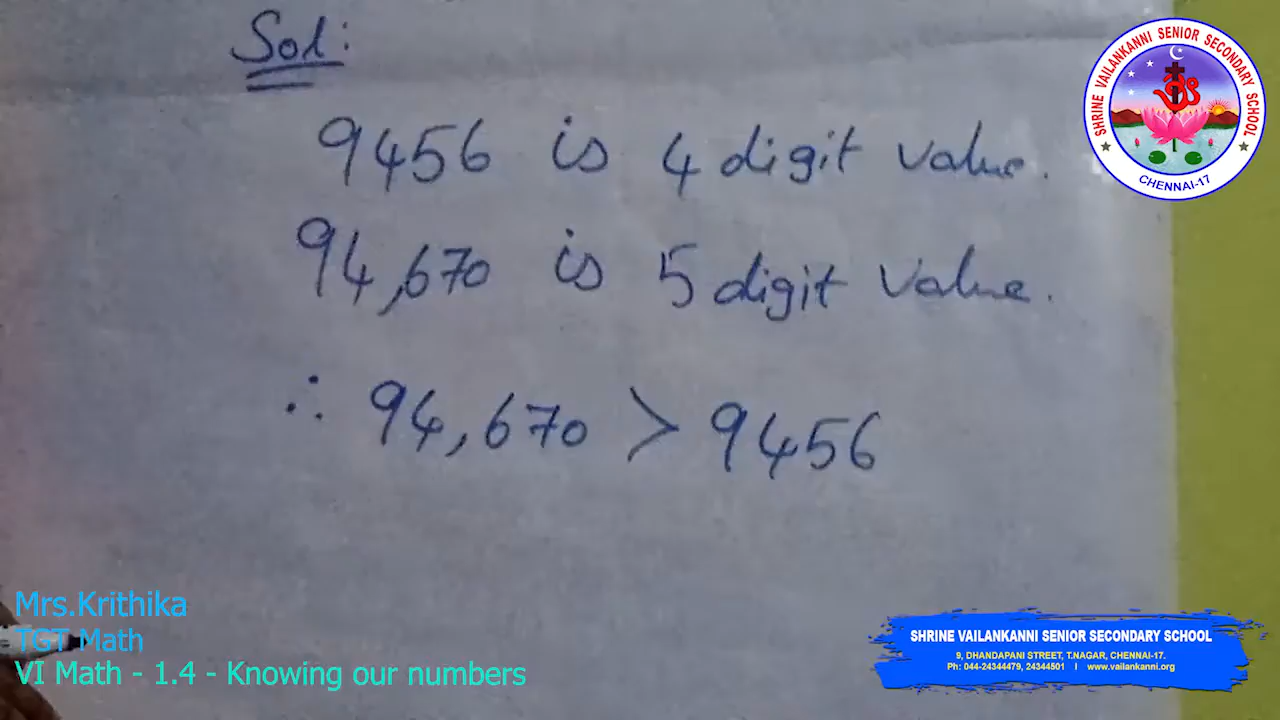 Sol:
9456 is 4 digit value.
94,670 is 5 digit value.
∴ 94,670 > 9456
SHRINE VAILANKANNI SENIOR SECONDARY SCHOOL
CHENNAI-17
Mrs.Krithika
TGT Math
VI Math - 1.4 - Knowing our numbers
SHRINE VAILANKANNI SENIOR SECONDARY SCHOOL
9, DHANDAPANI STREET, T.NAGAR, CHENNAI-17.
Ph: 044-24344479, 24344501 I www.vailankanni.org